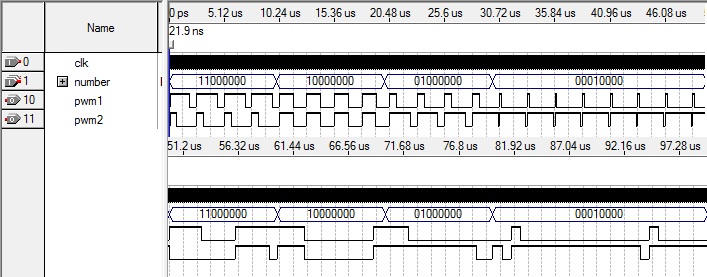 Name
0 ps 5.12 us 10.24 us 15.36 us 20.48 us 25.6 us 30.72 us 35.84 us 40.96 us 46.08 us
21.9 ns
0 clk
1 number 11000000 10000000 01000000 00010000
10 pwm1
11 pwm2
51.2 us 56.32 us 61.44 us 66.56 us 71.68 us 76.8 us 81.92 us 87.04 us 92.16 us 97.28 us
11000000 10000000 01000000 00010000